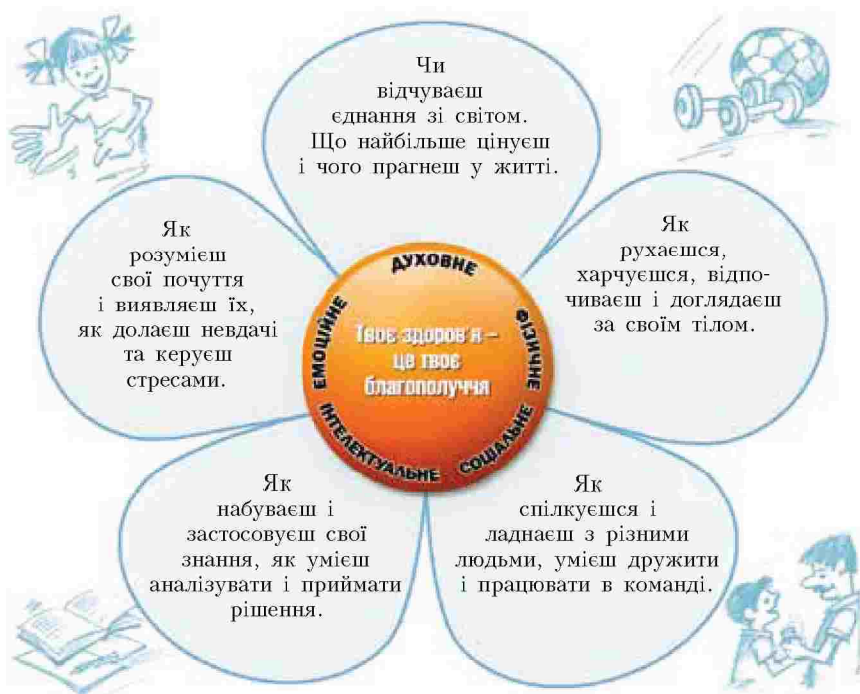 Чи
відчуваєш
єднання зі світом.
Що найбільше цінуєш
і чого прагнеш у житті.
Як
розумієш
свої почуття
і виявляєш їх,
як долаєш невдачі
та керуєш
стресами.
Як
рухаєшся,
харчуєшся, відпо-
чиваєш і доглядаєш
за своїм тілом.
ДУХОВНЕ
ЕМОЦІЙНЕ
ФІЗИЧНЕ
Твоє здоров'я –
це твоє
благополуччя
ІНТЕЛЕКТУАЛЬНЕ
СОЦІАЛЬНЕ
Як
набуваєш і
застосовуєш свої
знання, як умієш
аналізувати і приймати
рішення.
Як
спілкуєшся і
ладнаєш з різними
людьми, умієш дружити
і працювати в команді.